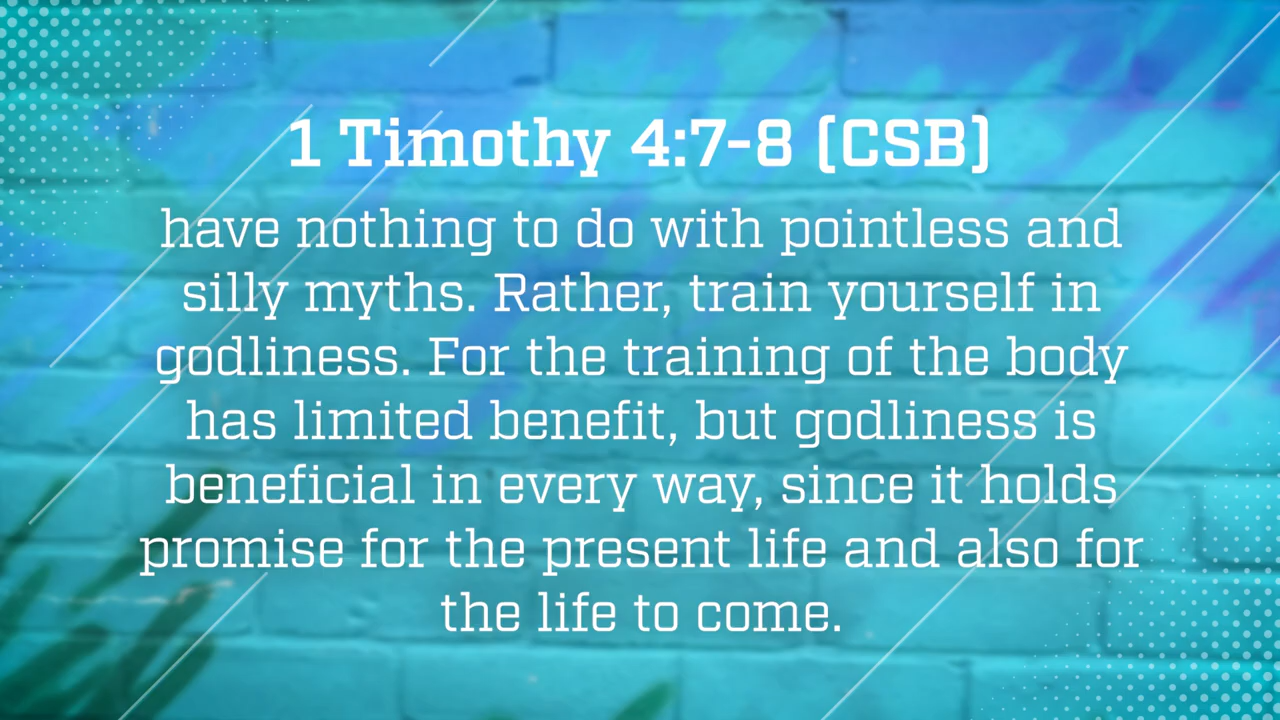 1 Timothy 4:7-8 (CSB)
have nothing to do with pointless and
silly myths. Rather, train yourself in
godliness. For the training of the body
has limited benefit, but godliness is
beneficial in every way, since it holds
promise for the present life and also for
the life to come.